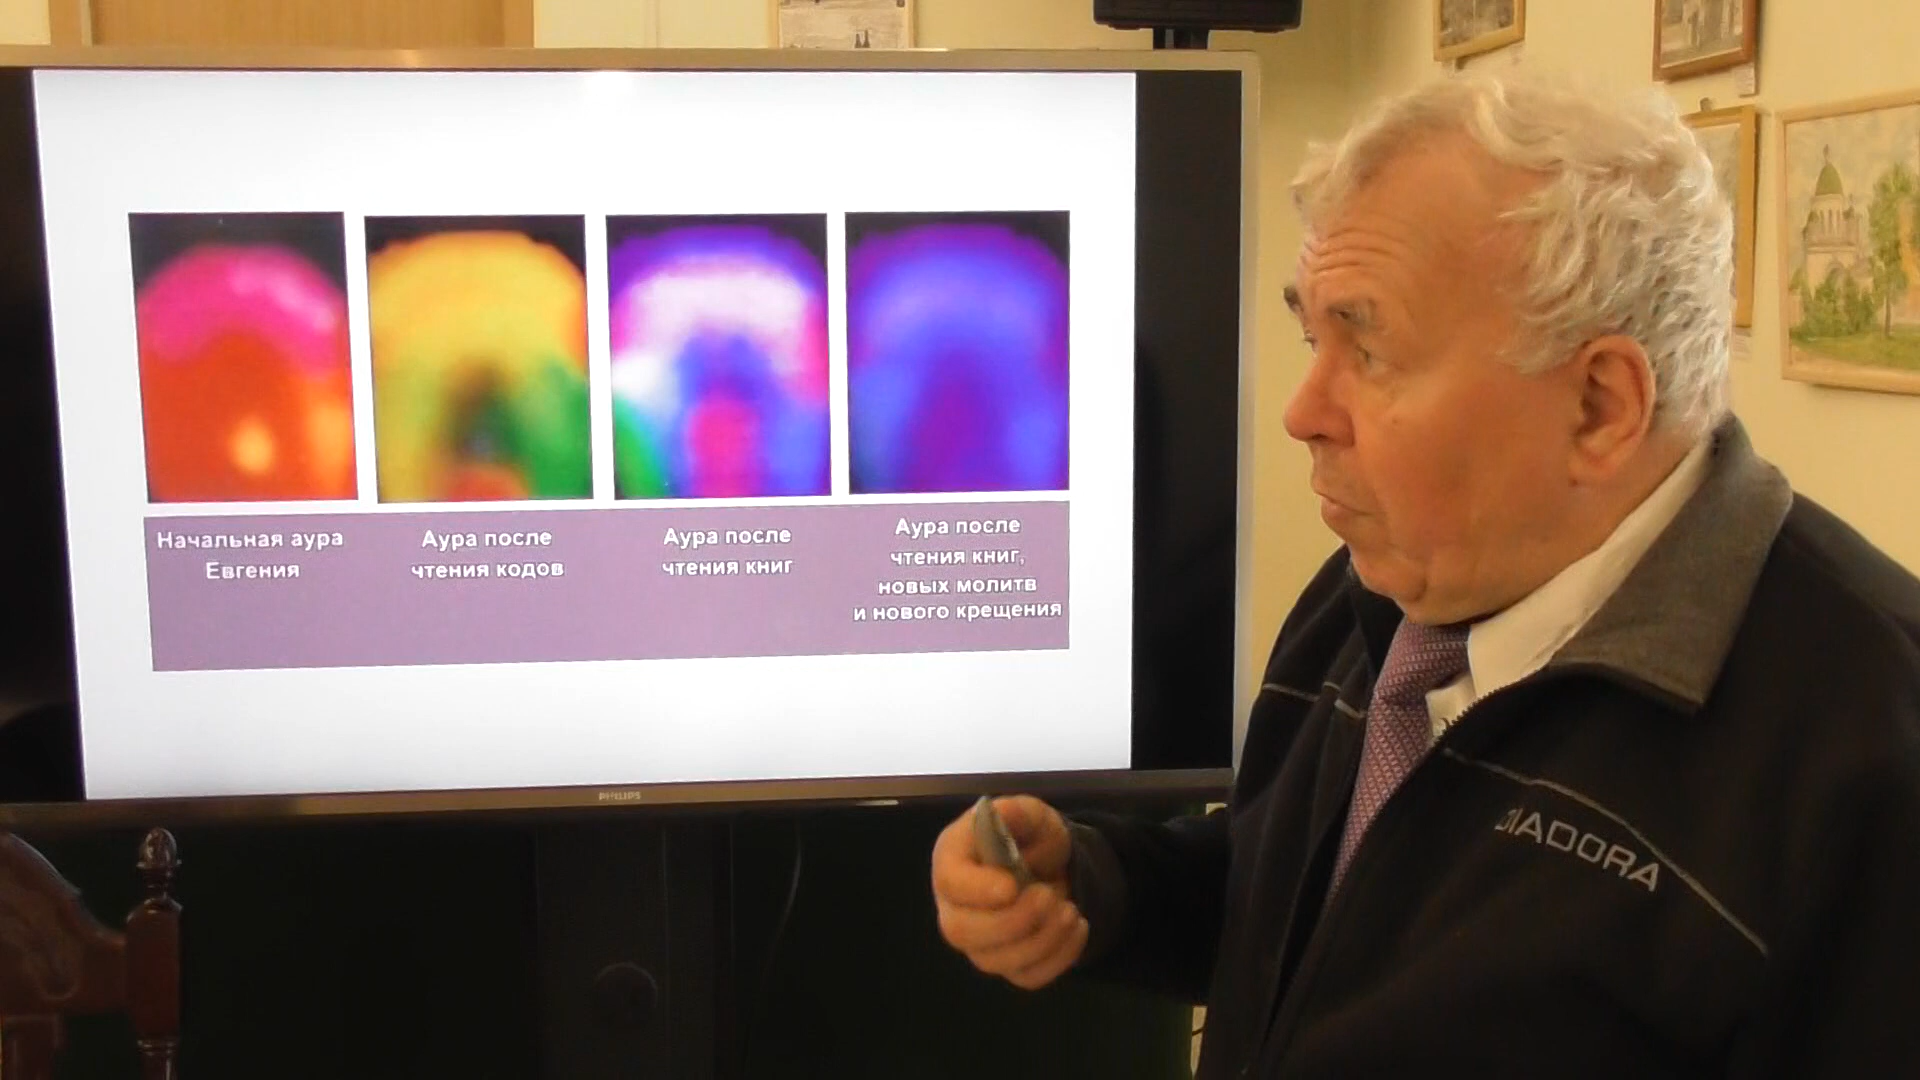 Начальная аура
Евгения
Аура после
чтения кодов
Аура после
чтения книг
Аура после
чтения книг,
новых молитв
и нового крещения
PHILIPS
DIADORA